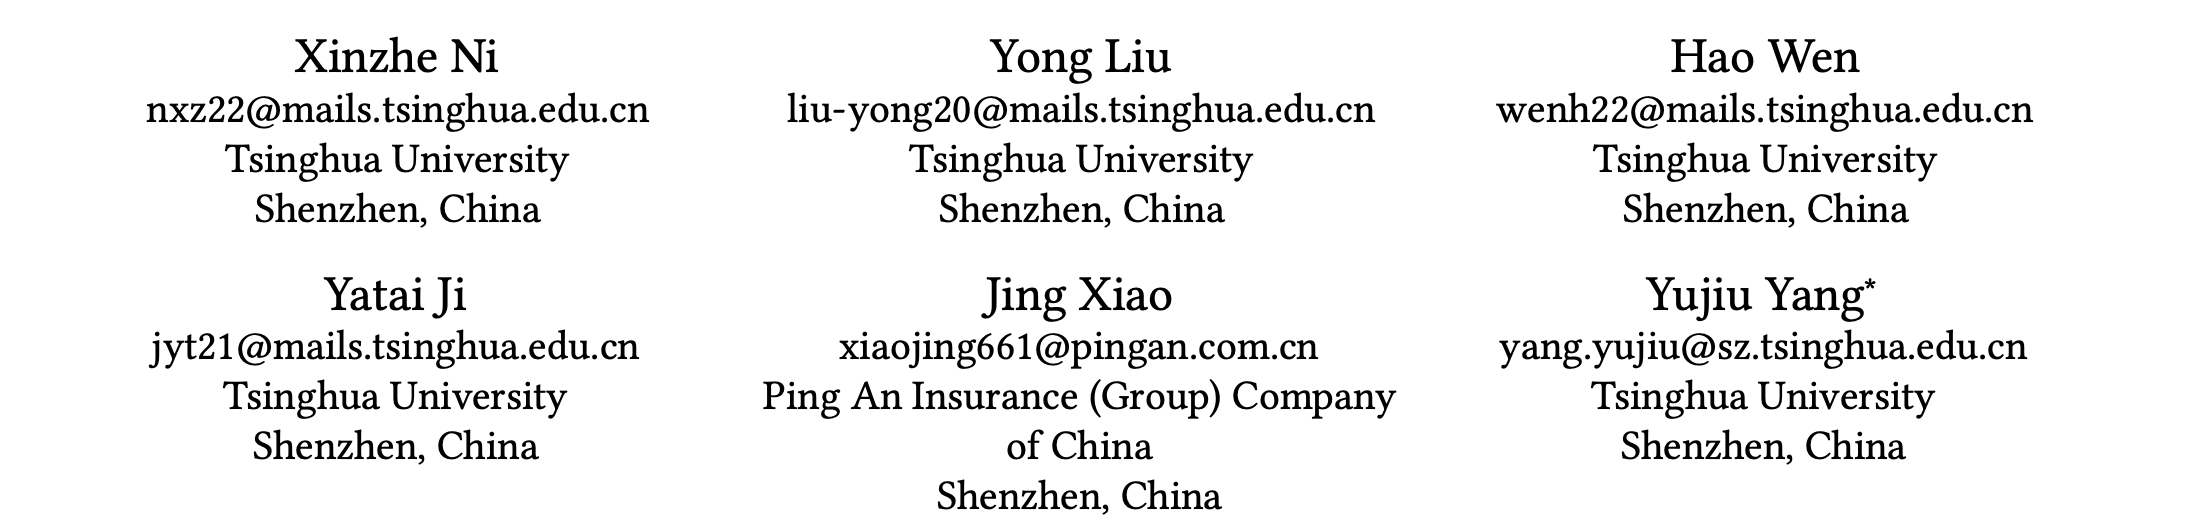 Xinzhe Ni
nxz22@mails.tsinghua.edu.cn
Tsinghua University
Shenzhen, China
Yong Liu
liu-yong20@mails.tsinghua.edu.cn
Tsinghua University
Shenzhen, China
Hao Wen
wenh22@mails.tsinghua.edu.cn
Tsinghua University
Shenzhen, China
Yatai Ji
jyt21@mails.tsinghua.edu.cn
Tsinghua University
Shenzhen, China
Jing Xiao
xiaojing661@pingan.com.cn
Ping An Insurance (Group) Company
of China
Shenzhen, China
Yujiu Yang*
yang.yujiu@sz.tsinghua.edu.cn
Tsinghua University
Shenzhen, China